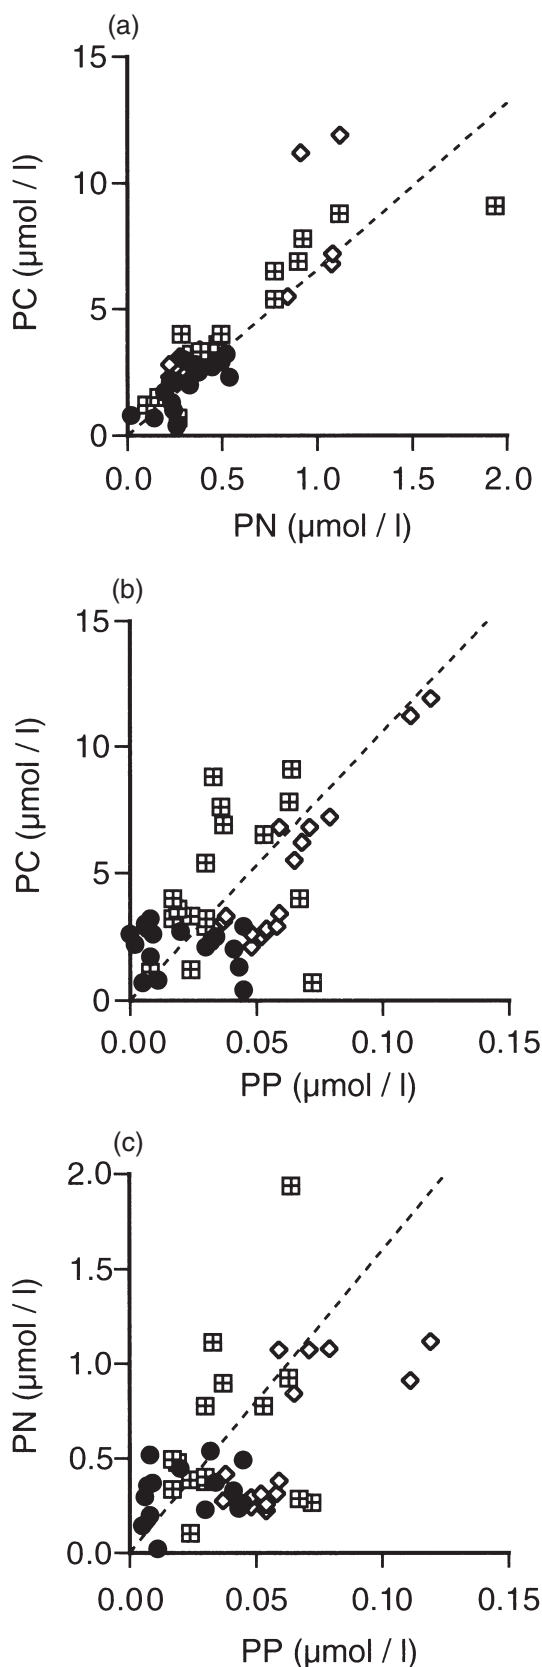 (a)
15
10
5
0
PC (µmol / l)
0.0 0.5 1.0 1.5 2.0
PN (µmol / l)
(b)
15
10
5
0
PC (µmol / l)
0.00 0.05 0.10 0.15
PP (µmol / l)
(c)
2.0
1.5
1.0
0.5
0.0
PN (µmol / l)
0.00 0.05 0.10 0.15
PP (µmol / l)